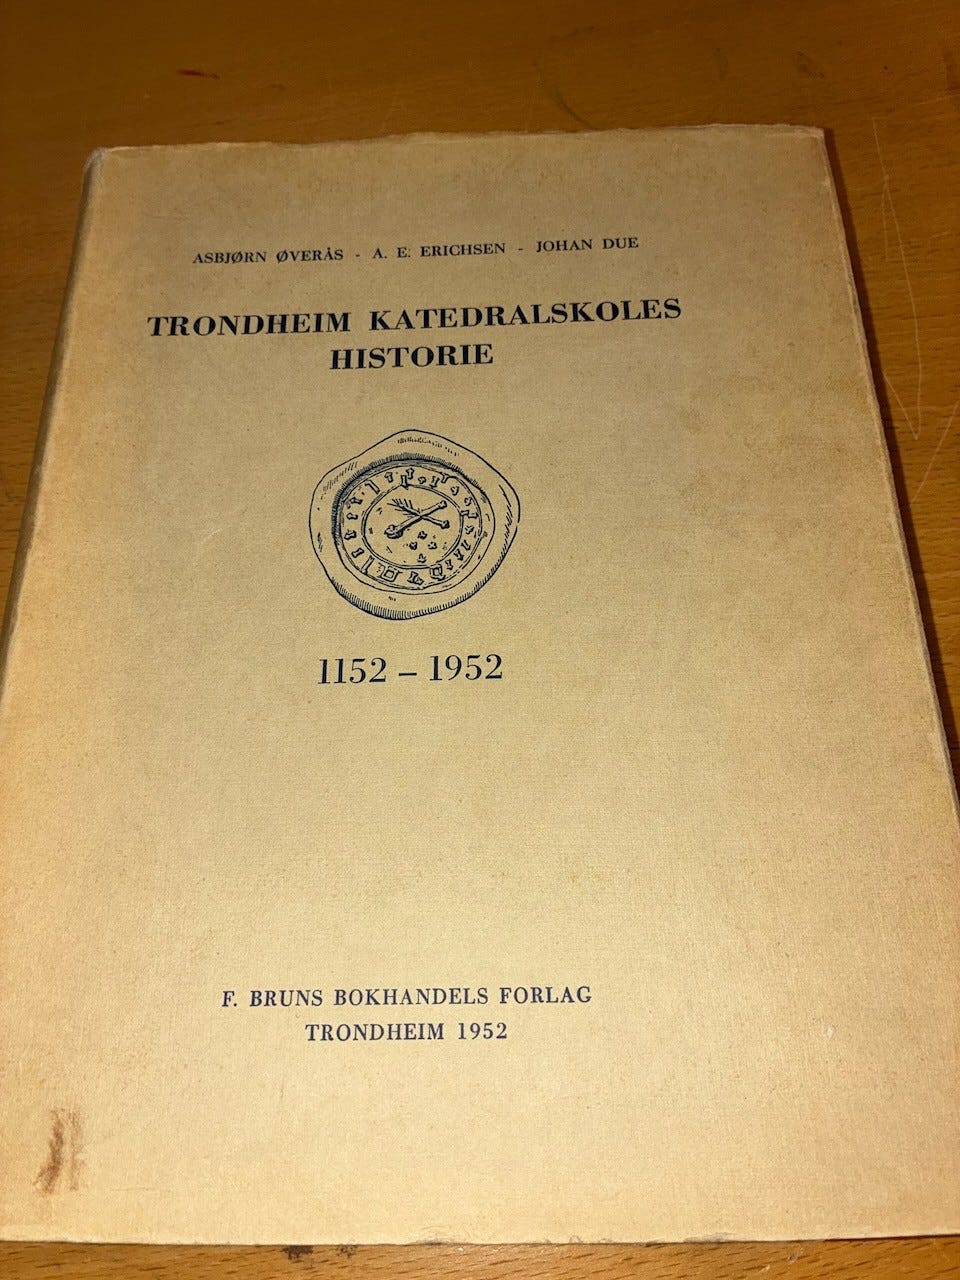 ASBJØRN ØVERÅS - A. E. ERICHSEN - JOHAN DUE
TRONDHEIM KATEDRALSKOLES
HISTORIE
1152 – 1952
F. BRUNS BOKHANDELS FORLAG
TRONDHEIM 1952